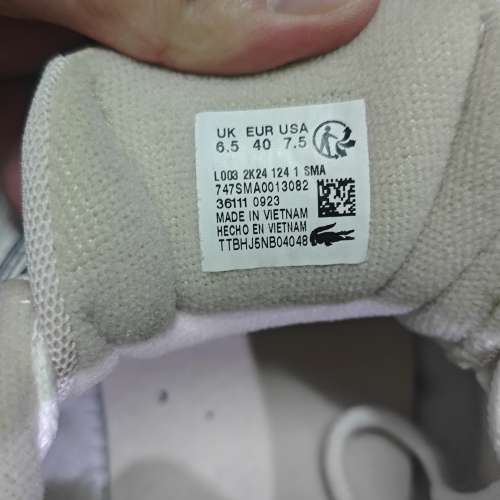 UK EUR USA
6.5 40 7.5
L003 2K24 124 1 SMA
747SMA0013082
36111 0923
MADE IN VIETNAM
HECHO EN VIETNAM
TTBHJ5NB04048